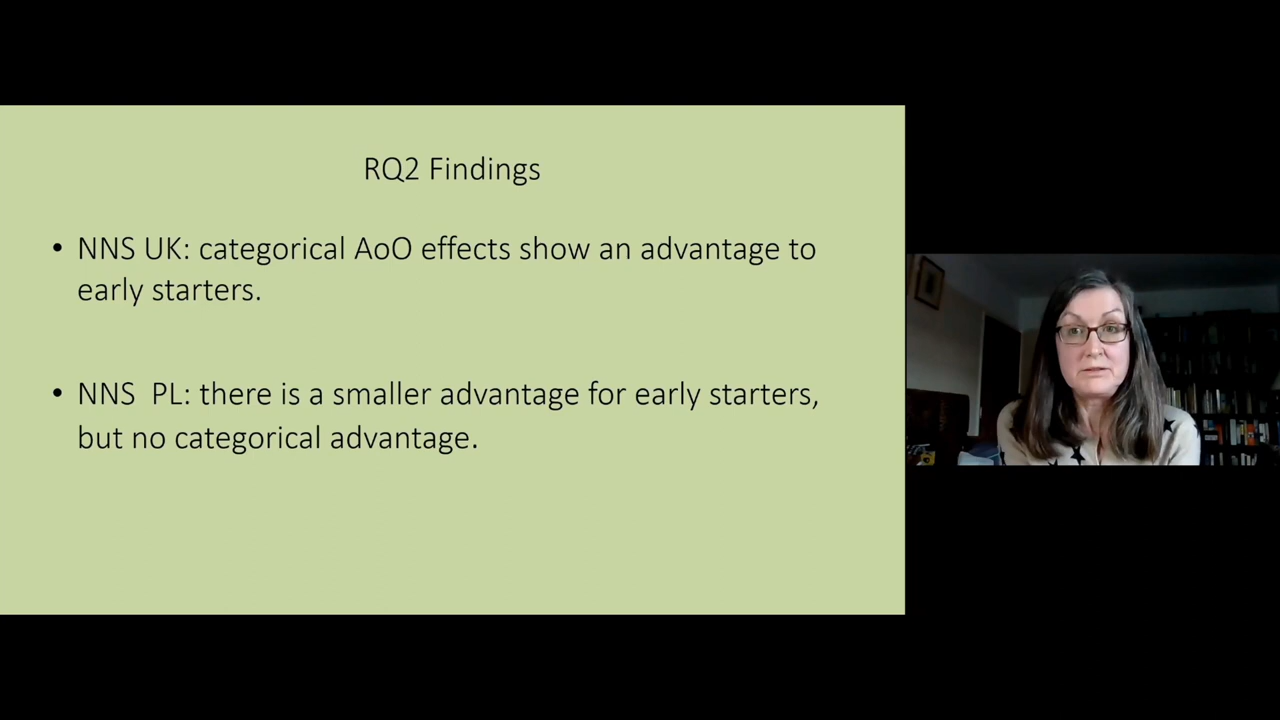 RQ2 Findings
• NNS UK: categorical AoO effects show an advantage to
early starters.
• NNS  PL: there is a smaller advantage for early starters,
but no categorical advantage.